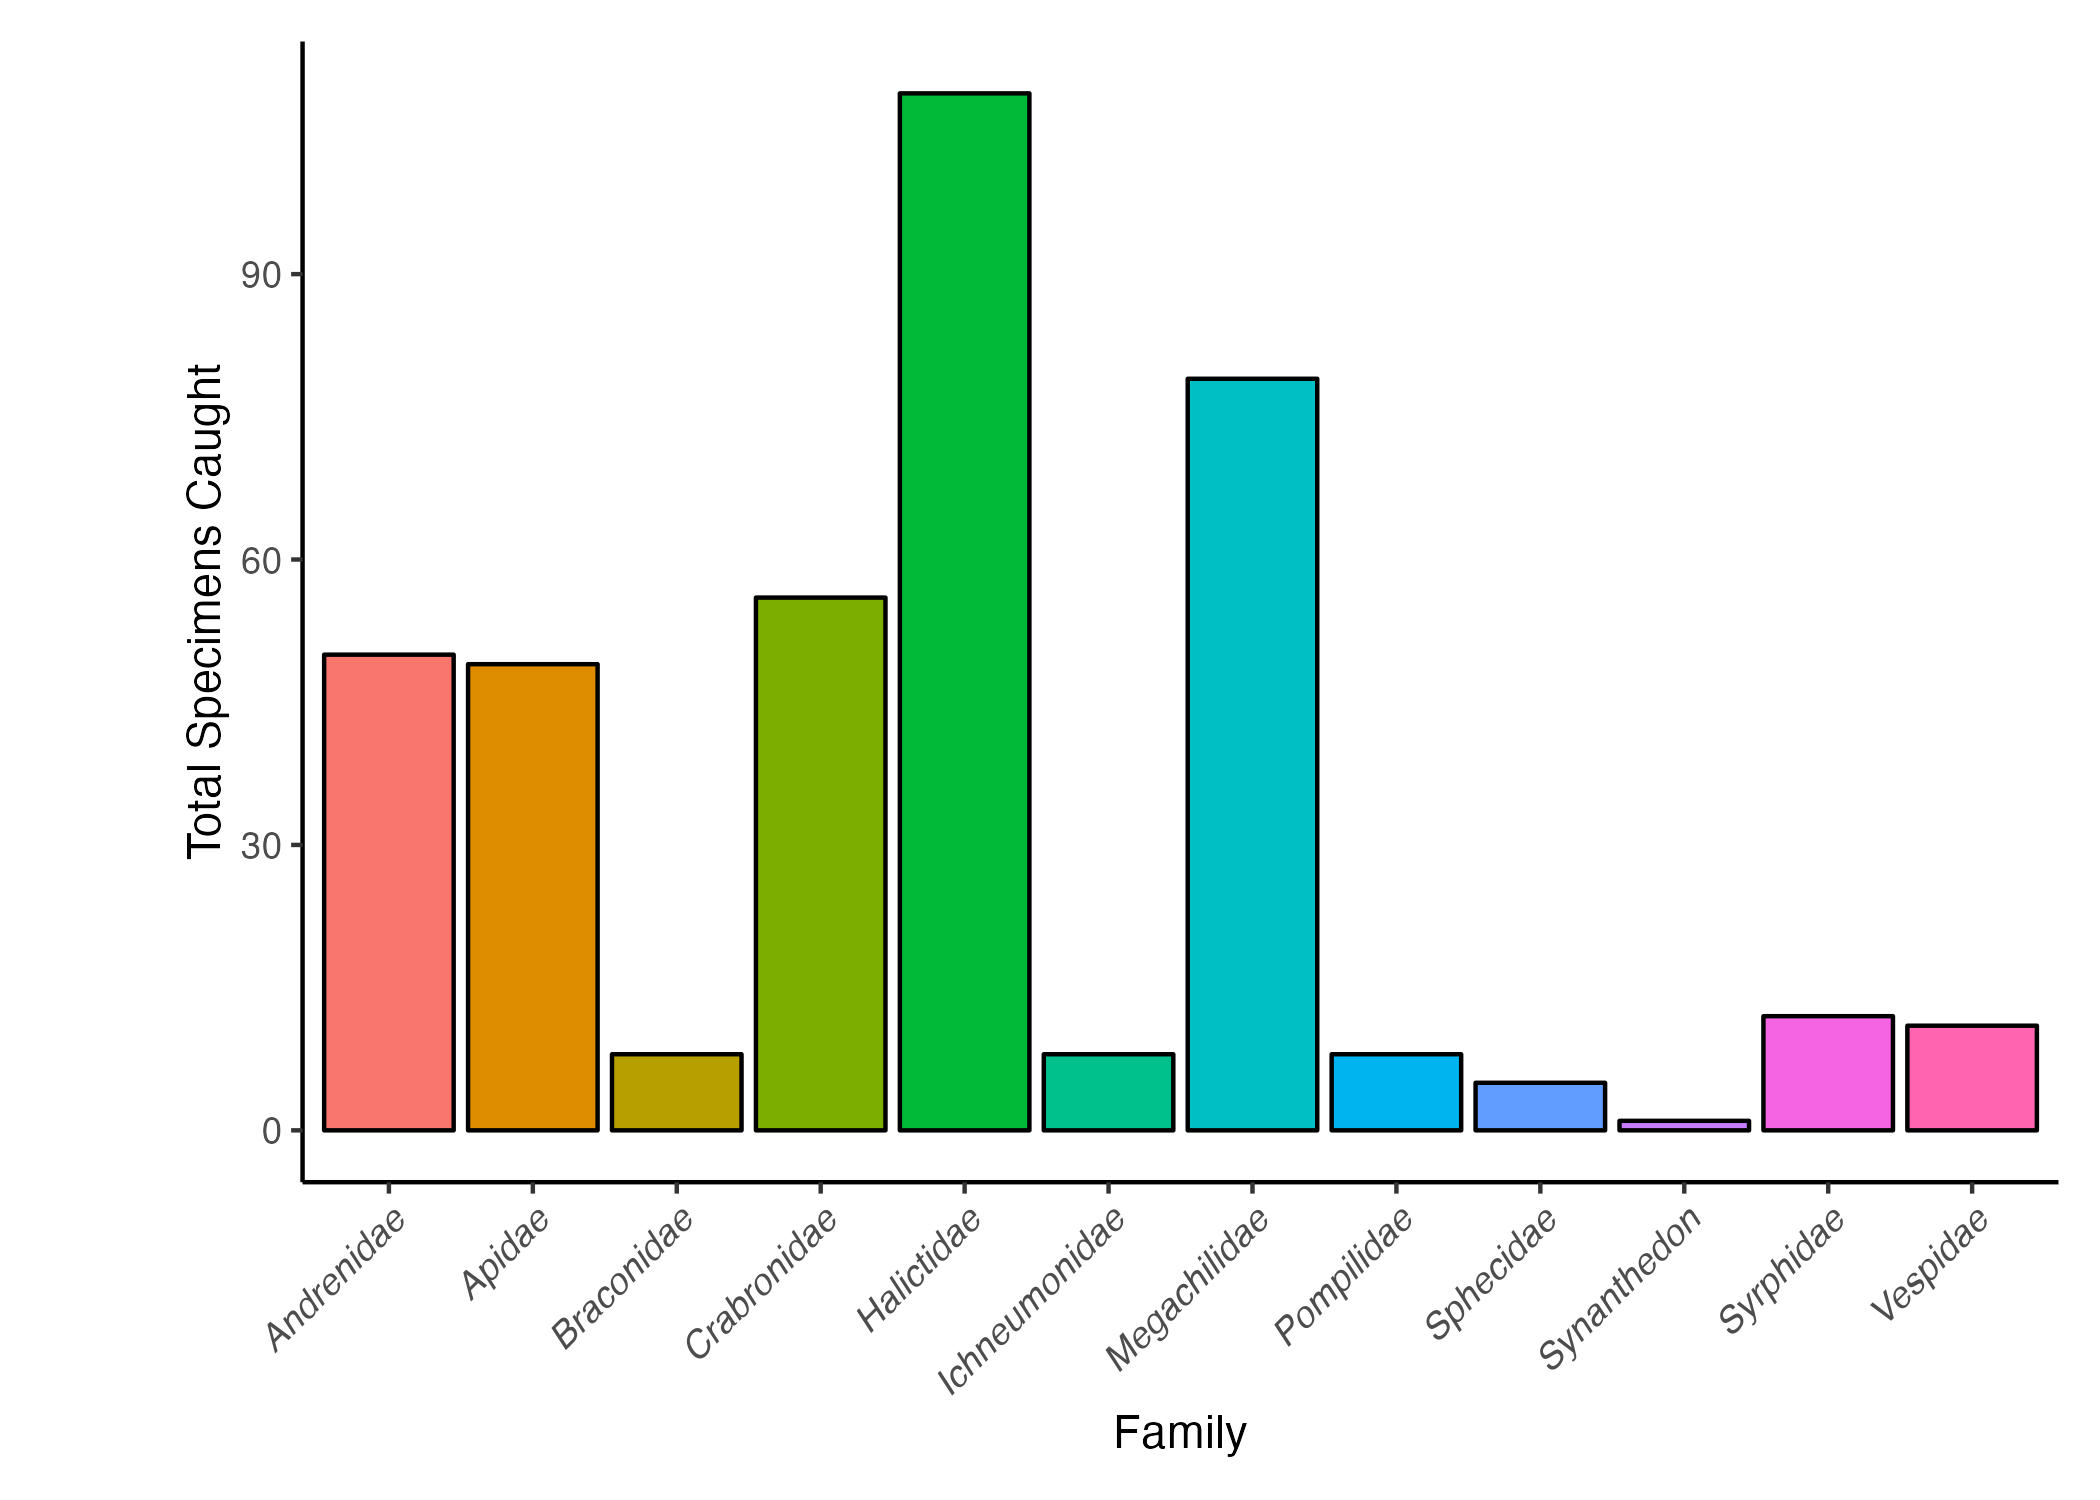 Total Specimens Caught
90
60
30
0
Andrenidae
Apidae
Braconidae
Crabronidae
Halictidae
Ichneumonidae
Megachilidae
Pompilidae
Sphecidae
Synanthedon
Syrphidae
Vespidae
Family